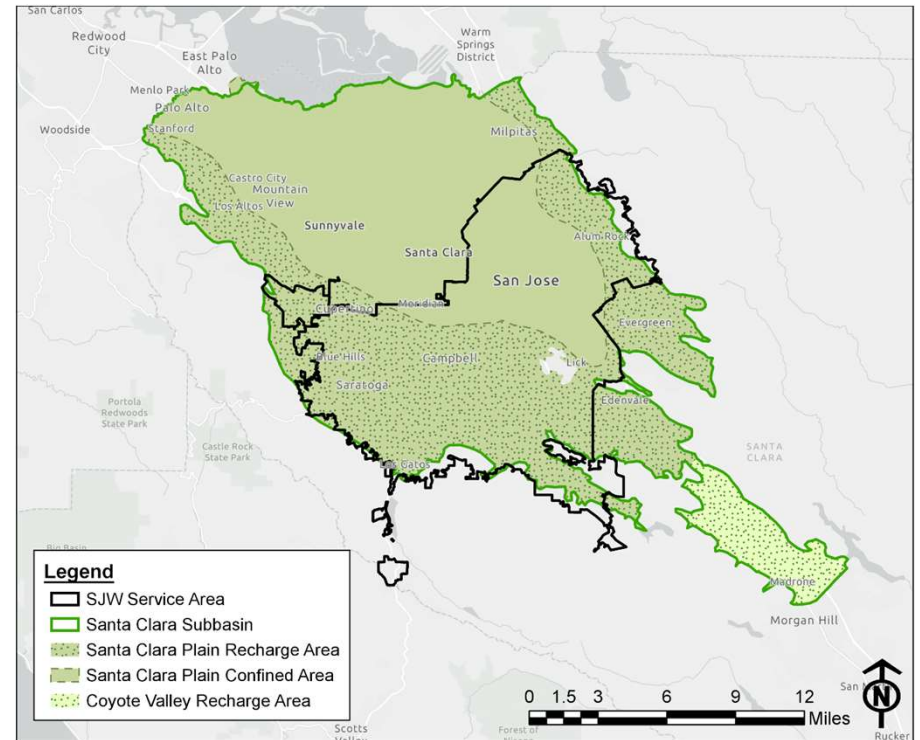 San Carlos
Redwood
City
East Palo
Alto
Warm
Springs
District
Menlo Park
Palo Alto
Woodside
Stanford
Milpitas
Castro City
Mountain
View
Los Altos
Sunnyvale
Alum Rock
Santa Clara
San Jose
Cupertino
Meridian
Evergreen
Blue Hills
Campbell
Lick
Saratoga
Edenvale
Portola
Redwoods
State Park
Castle Rock
State Park
SANTA
CLARA
Los Gatos
Big Basin
Madrone
Morgan Hill
Legend
SJW Service Area
Santa Clara Subbasin
Santa Clara Plain Recharge Area
Santa Clara Plain Confined Area
Coyote Valley Recharge Area
0 1.5 3 6 9 12
Miles
N
San
Scotts
Valley
Forest of
Rucker